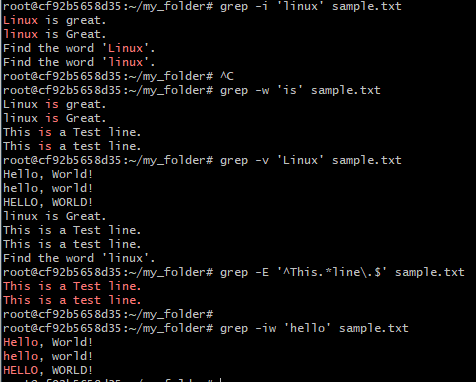 root@cf92b5658d35:~/my_folder# grep -i 'linux' sample.txt
Linux is great.
linux is Great.
Find the word 'Linux'.
Find the word 'linux'.
root@cf92b5658d35:~/my_folder# ^C
root@cf92b5658d35:~/my_folder# grep -w 'is' sample.txt
Linux is great.
linux is Great.
This is a Test line.
This is a test line.
root@cf92b5658d35:~/my_folder# grep -v 'Linux' sample.txt
Hello, World!
hello, world!
HELLO, WORLD!
linux is Great.
This is a Test line.
This is a test line.
Find the word 'linux'.
root@cf92b5658d35:~/my_folder# grep -E '^This.*line\.$' sample.txt
This is a Test line.
This is a test line.
root@cf92b5658d35:~/my_folder#
root@cf92b5658d35:~/my_folder# grep -iw 'hello' sample.txt
Hello, World!
hello, world!
HELLO, WORLD!
root@cf92b5658d35:~/my_folder#